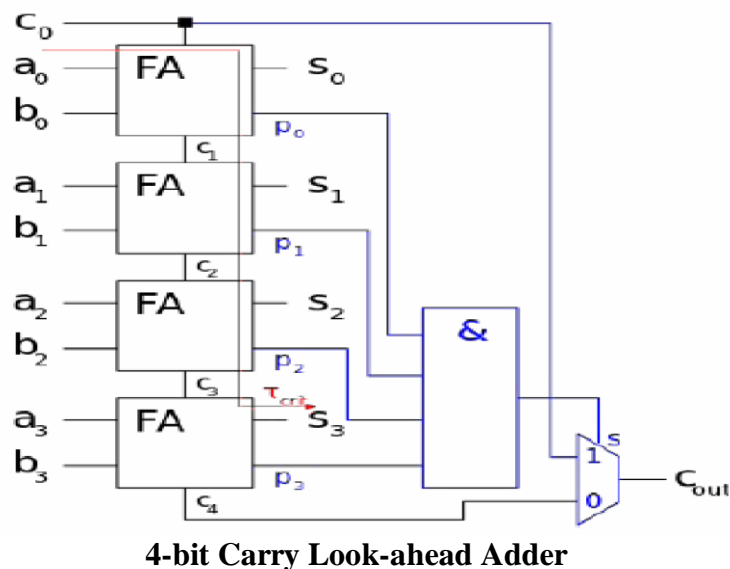 c₀
a₀ FA s₀
b₀ p₀
c₁
a₁ FA s₁
b₁ p₁
c₂
a₂ FA s₂
b₂ p₂
&
c₃ τcrit
a₃ FA s₃
s
b₃ p₃
1
cout
c₄
0
4-bit Carry Look-ahead Adder